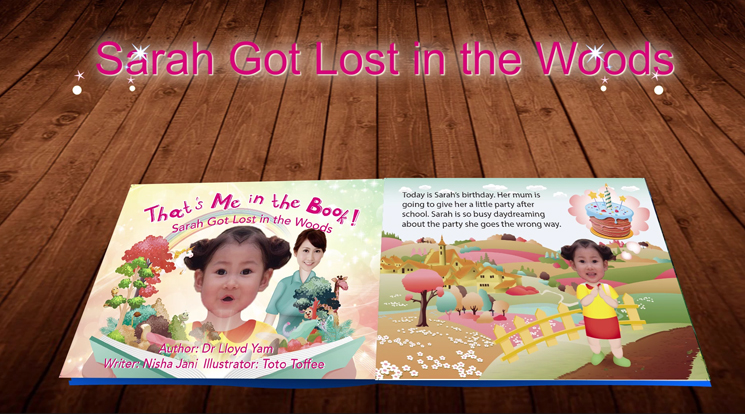 Sarah Got Lost in the Woods
That's Me in the Book!
Sarah Got Lost in the Woods
Author: Dr Lloyd Yam
Writer: Nisha Jani Illustrator: Toto Toffee
Today is Sarah's birthday. Her mum is
going to give her a little party after
school. Sarah is so busy daydreaming
about the party she goes the wrong way.